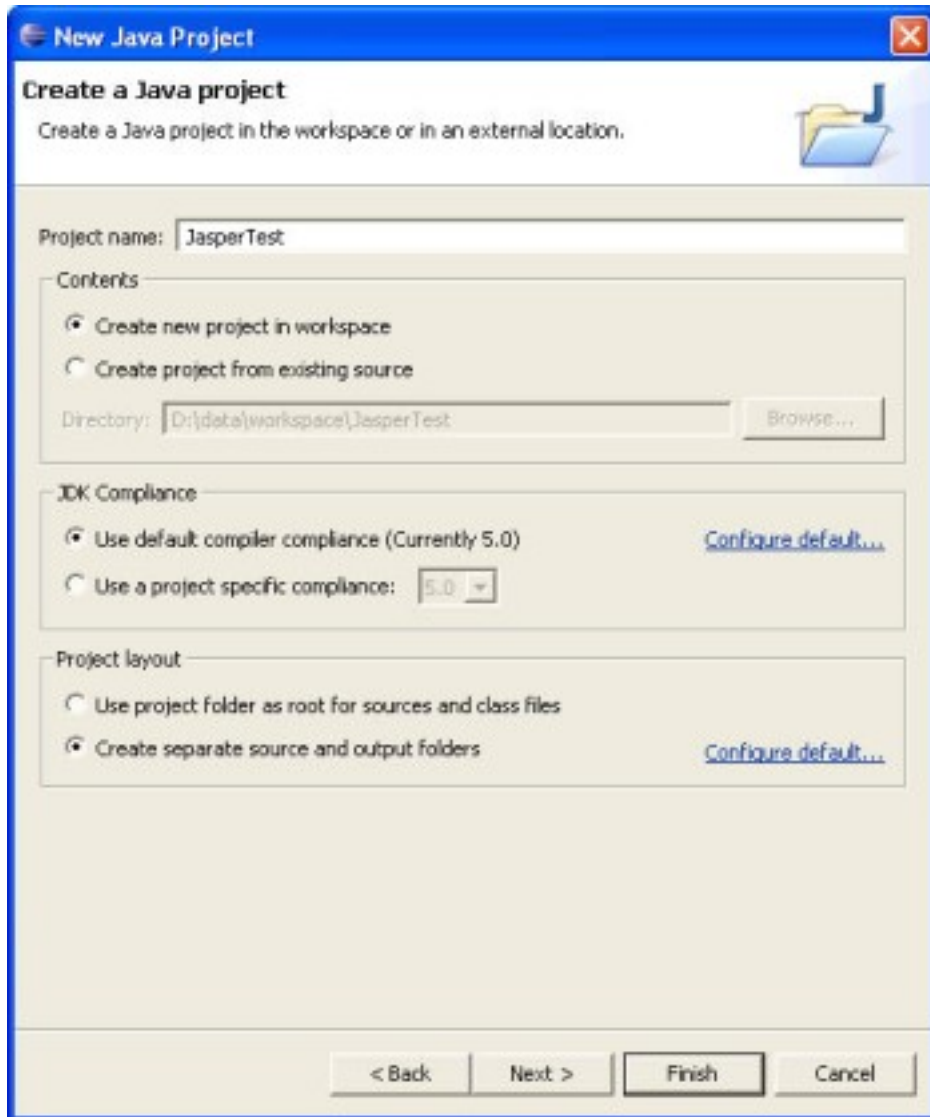 New Java Project
Create a Java project
Create a Java project in the workspace or in an external location.
Project name: JasperTest
Contents
Create new project in workspace
Create project from existing source
Directory: D:\data\workspace\JasperTest Browse...
JDK Compliance
Use default compiler compliance (Currently 5.0) Configure default...
Use a project specific compliance: 5.0
Project layout
Use project folder as root for sources and class files
Create separate source and output folders Configure default...
< Back Next > Finish Cancel